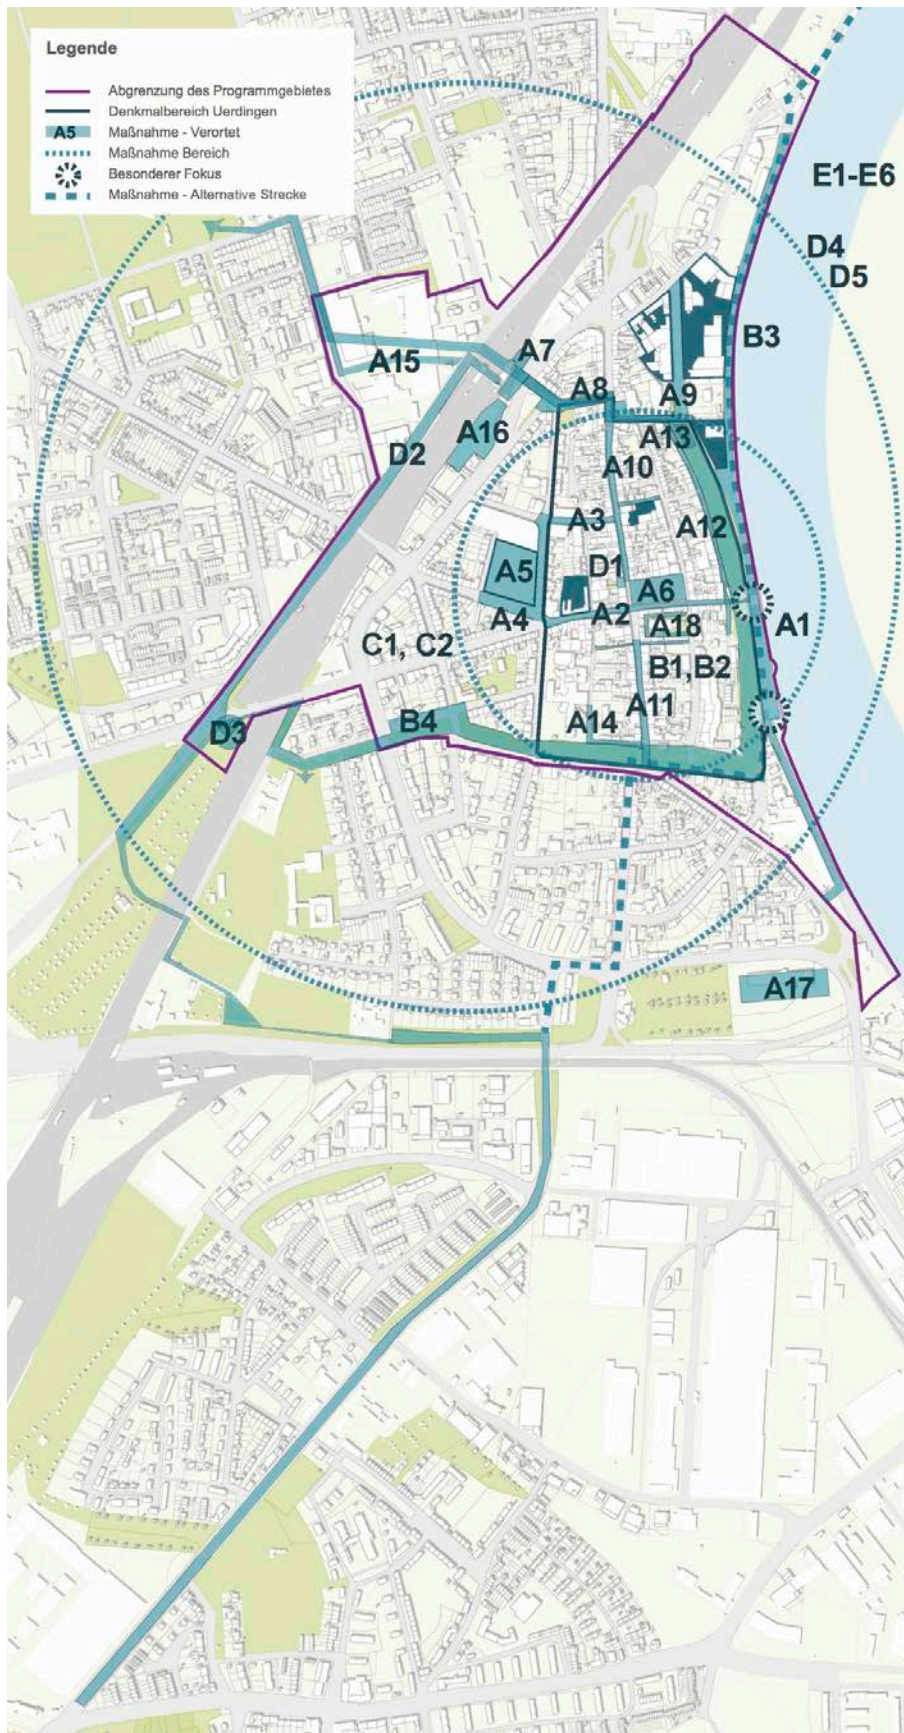 Legende
Abgrenzung des Programmgebietes
Denkmalbereich Uerdingen
A5 Maßnahme - Verortet
Maßnahme Bereich
Besonderer Fokus
Maßnahme - Alternative Strecke
E1-E6
D4
D5
B3
A7
A15
A8
A9
A16
A13
D2
A10
A3
A12
D1
A5
A6
A2
A4
A18
A1
C1, C2
B1,B2
A11
B4
A14
D3
A17